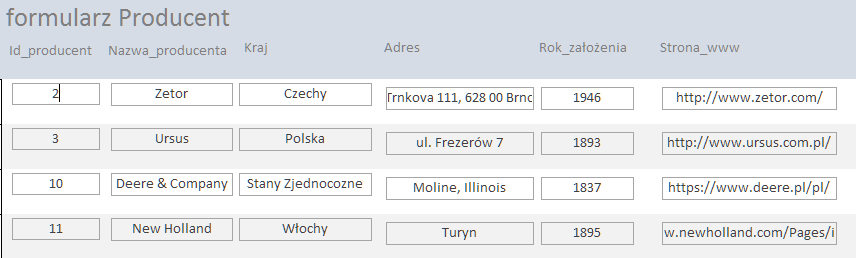 formularz Producent
Id_producent Nazwa_producenta Kraj Adres Rok_założenia Strona_www
2 Zetor Czechy Trnkova 111, 628 00 Brno 1946 http://www.zetor.com/
3 Ursus Polska ul. Frezerów 7 1893 http://www.ursus.com.pl/
10 Deere & Company Stany Zjednocozne Moline, Illinois 1837 https://www.deere.pl/pl/
11 New Holland Włochy Turyn 1895 w.newholland.com/Pages/i